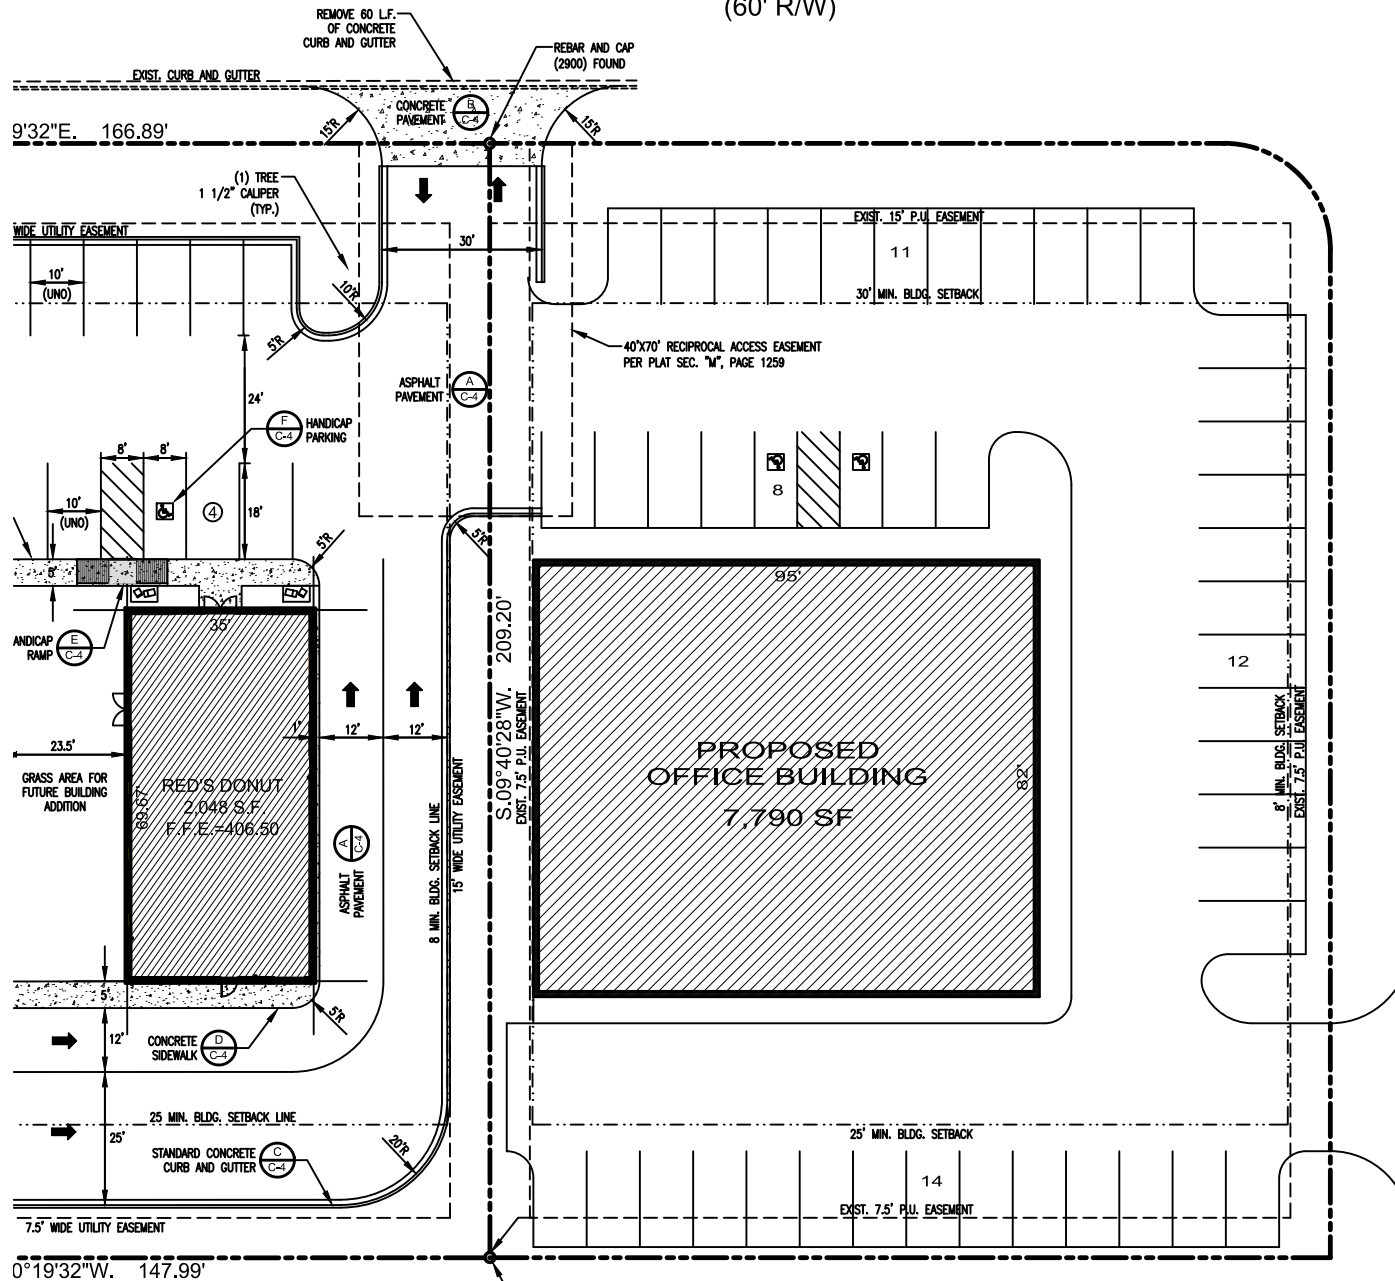 (60' R/W)
REMOVE 60 L.F.
OF CONCRETE
CURB AND GUTTER
REBAR AND CAP
(2900) FOUND
EXIST. CURB AND GUTTER
CONCRETE
PAVEMENT
B
C-4
15'R
15'R
9'32"E. 166.89'
(1) TREE
1 1/2" CALIPER
(TYP.)
WIDE UTILITY EASEMENT
EXIST. 15' P.U. EASEMENT
30'
11
10'
(UNO)
10'R
30' MIN. BLDG. SETBACK
5'R
40'X70' RECIPROCAL ACCESS EASEMENT
PER PLAT SEC. "M", PAGE 1259
ASPHALT
PAVEMENT
A
C-4
24'
F
C-4
HANDICAP
PARKING
8'
8'
10'
(UNO)
4
18'
8
5'R
5'R
5'
95'
35'
ANDICAP
RAMP
E
C-4
S.09°40'28"W. 209.20'
EXIST. 7.5' P.U. EASEMENT
12
1'
12'
12'
23.5'
GRASS AREA FOR
FUTURE BUILDING
ADDITION
RED'S DONUT
2,048 S.F.
F.F.E.=406.50
69.67'
PROPOSED
OFFICE BUILDING
7,790 SF
82'
8' MIN. BLDG. SETBACK
EXIST. 7.5' P.U. EASEMENT
A
C-4
ASPHALT
PAVEMENT
8 MIN. BLDG. SETBACK LINE
15' WIDE UTILITY EASEMENT
5'
5'R
12'
CONCRETE
SIDEWALK
D
C-4
25 MIN. BLDG. SETBACK LINE
25'
25' MIN. BLDG. SETBACK
20'R
STANDARD CONCRETE
CURB AND GUTTER
C
C-4
14
EXIST. 7.5' P.U. EASEMENT
7.5' WIDE UTILITY EASEMENT
0°19'32"W. 147.99'